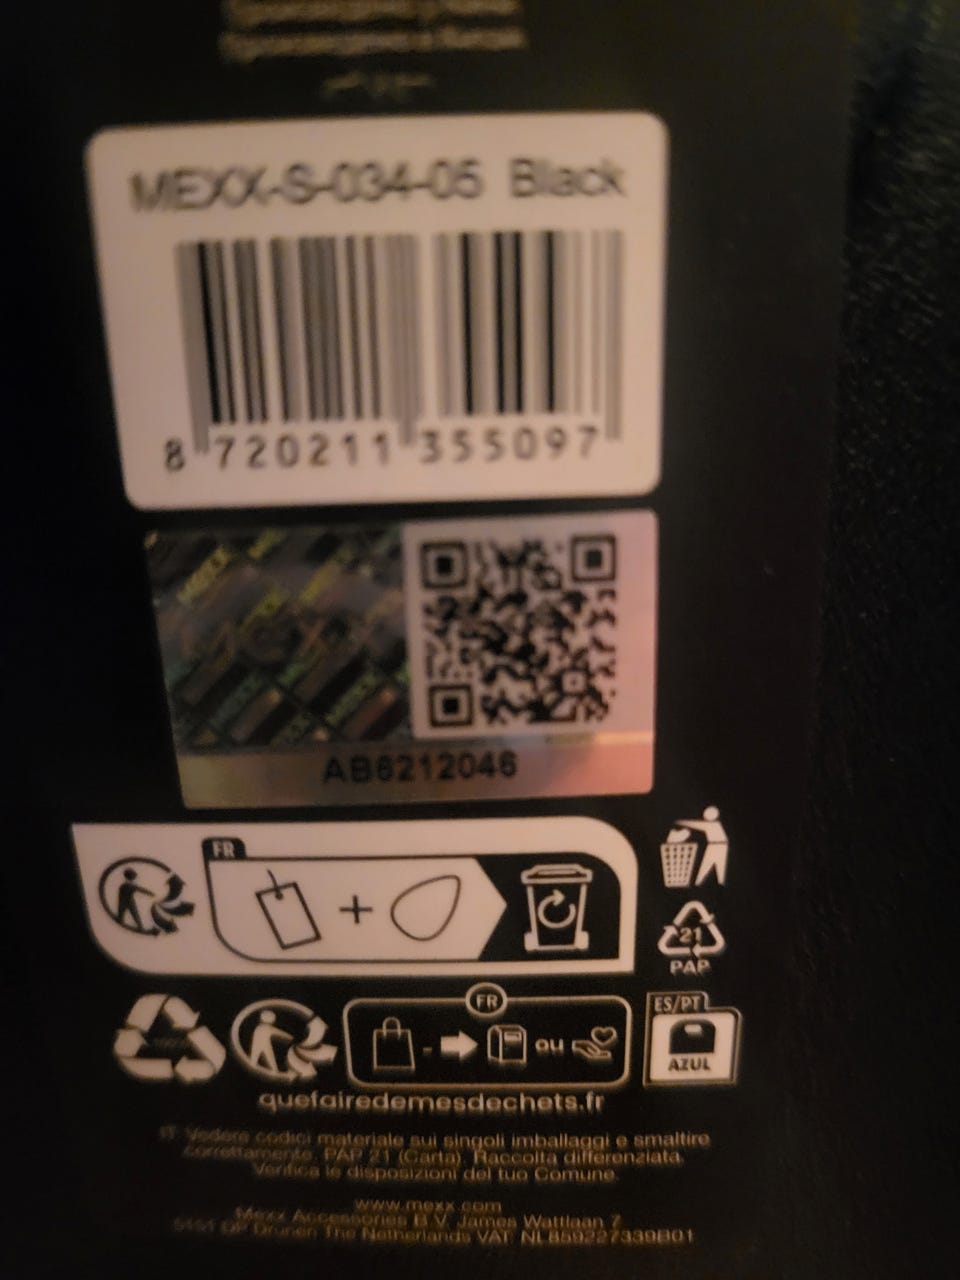 MEXX-S-034-05 Black
8 720211 355097
AB6212046
FR
21
PAP
FR
ou
ES/PT
AZUL
quefairedemesdechets.fr
IT Vedere codici materiale sui singoli imballaggi e smaltire
correttamente. PAP 21 (Carta). Raccolta differenziata.
Verifica le disposizioni del tuo Comune.
www.mexx.com
Mexx Accessories B.V. James Wattlaan 7
5151 DP Drunen The Netherlands VAT: NL859227339B01